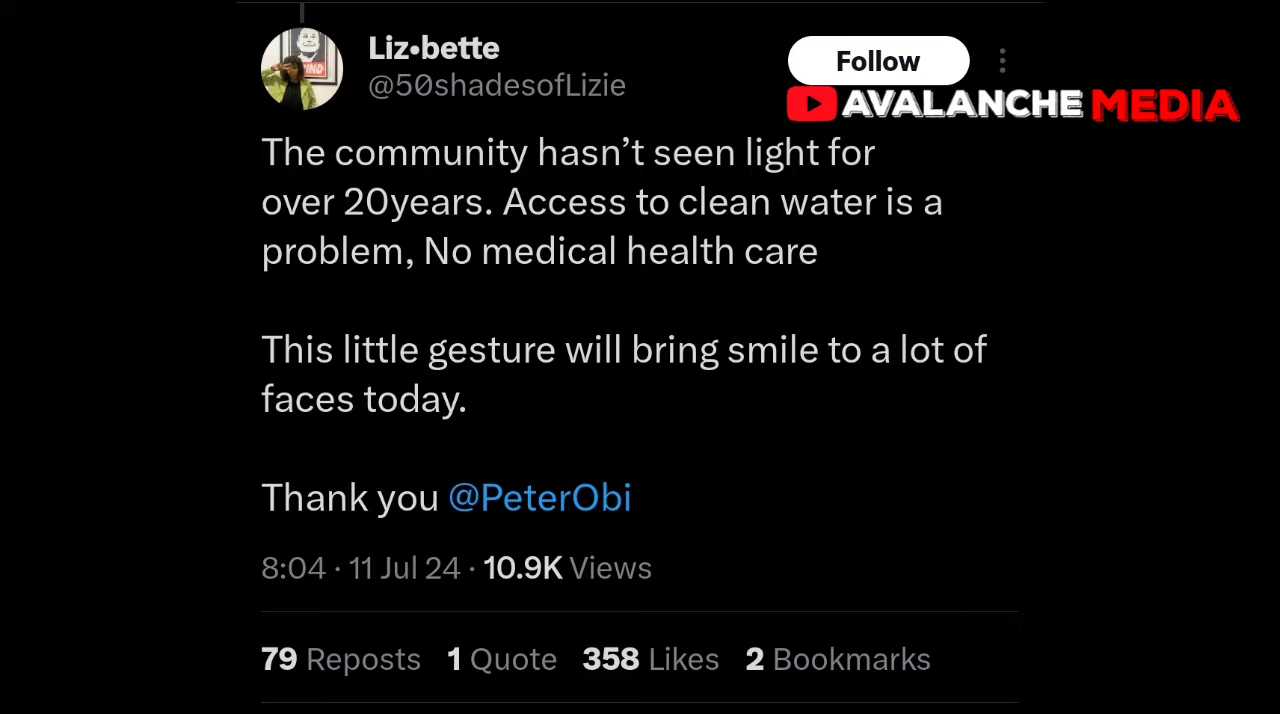 Liz•bette
@50shadesofLizie
Follow
AVALANCHE MEDIA
The community hasn’t seen light for
over 20years. Access to clean water is a
problem, No medical health care
This little gesture will bring smile to a lot of
faces today.
Thank you @PeterObi
8:04 · 11 Jul 24 · 10.9K Views
79 Reposts 1 Quote 358 Likes 2 Bookmarks